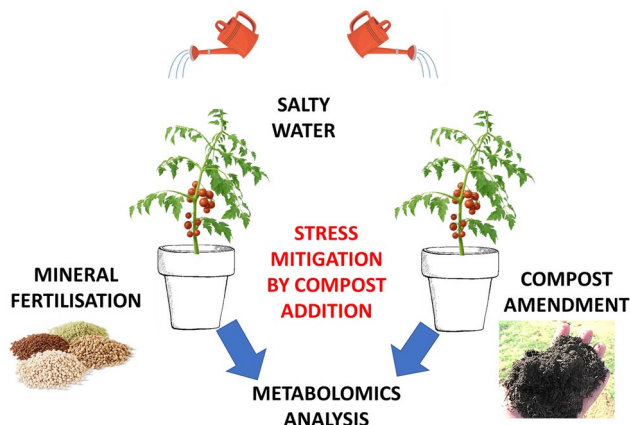 SALTY
WATER
STRESS
MITIGATION
BY COMPOST
ADDITION
MINERAL
FERTILISATION
COMPOST
AMENDMENT
METABOLOMICS
ANALYSIS